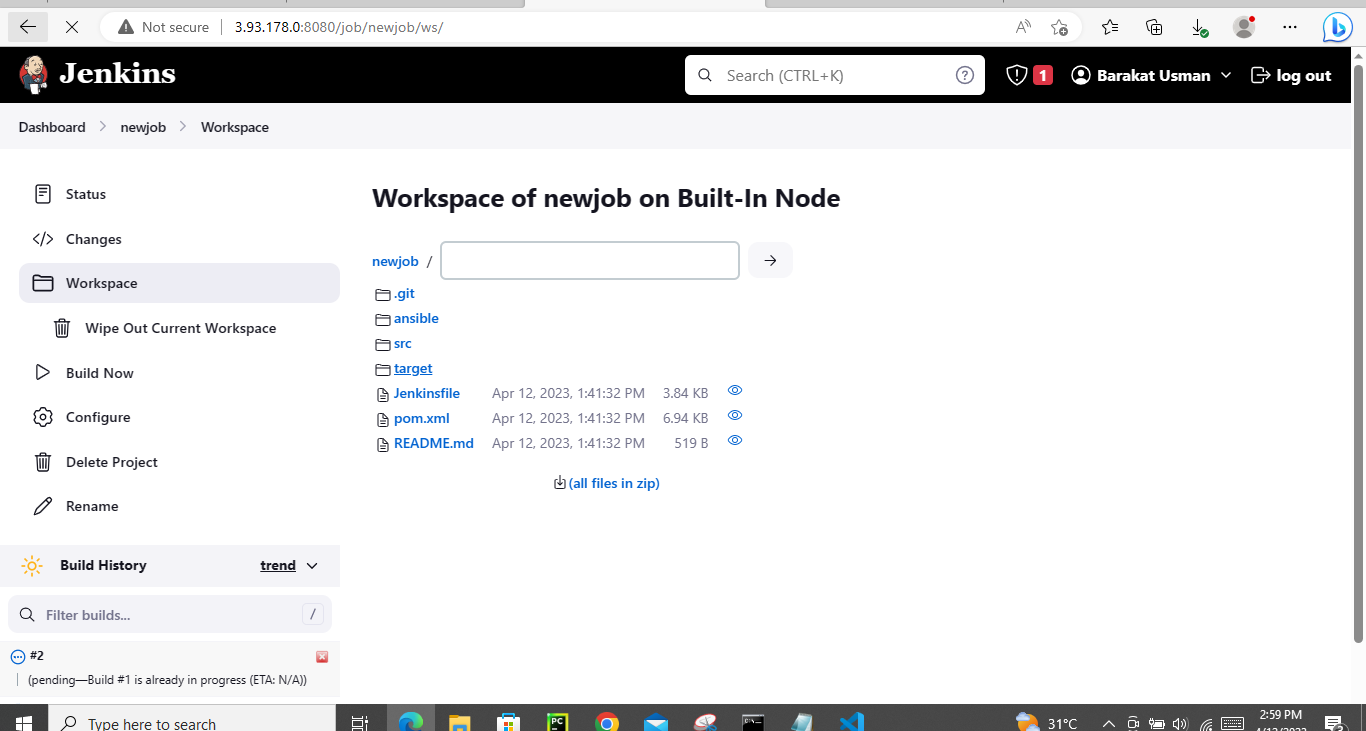 Not secure
3.93.178.0:8080/job/newjob/ws/
Jenkins
Search (CTRL+K)
1
Barakat Usman
log out
Dashboard
newjob
Workspace
Status
Changes
Workspace
Wipe Out Current Workspace
Build Now
Configure
Delete Project
Rename
Build History
trend
Filter builds...
/
#2
(pending—Build #1 is already in progress (ETA: N/A))
Workspace of newjob on Built-In Node
newjob /
.git
ansible
src
target
Jenkinsfile Apr 12, 2023, 1:41:32 PM 3.84 KB
pom.xml Apr 12, 2023, 1:41:32 PM 6.94 KB
README.md Apr 12, 2023, 1:41:32 PM 519 B
(all files in zip)
Type here to search
PC
31°C
2:59 PM